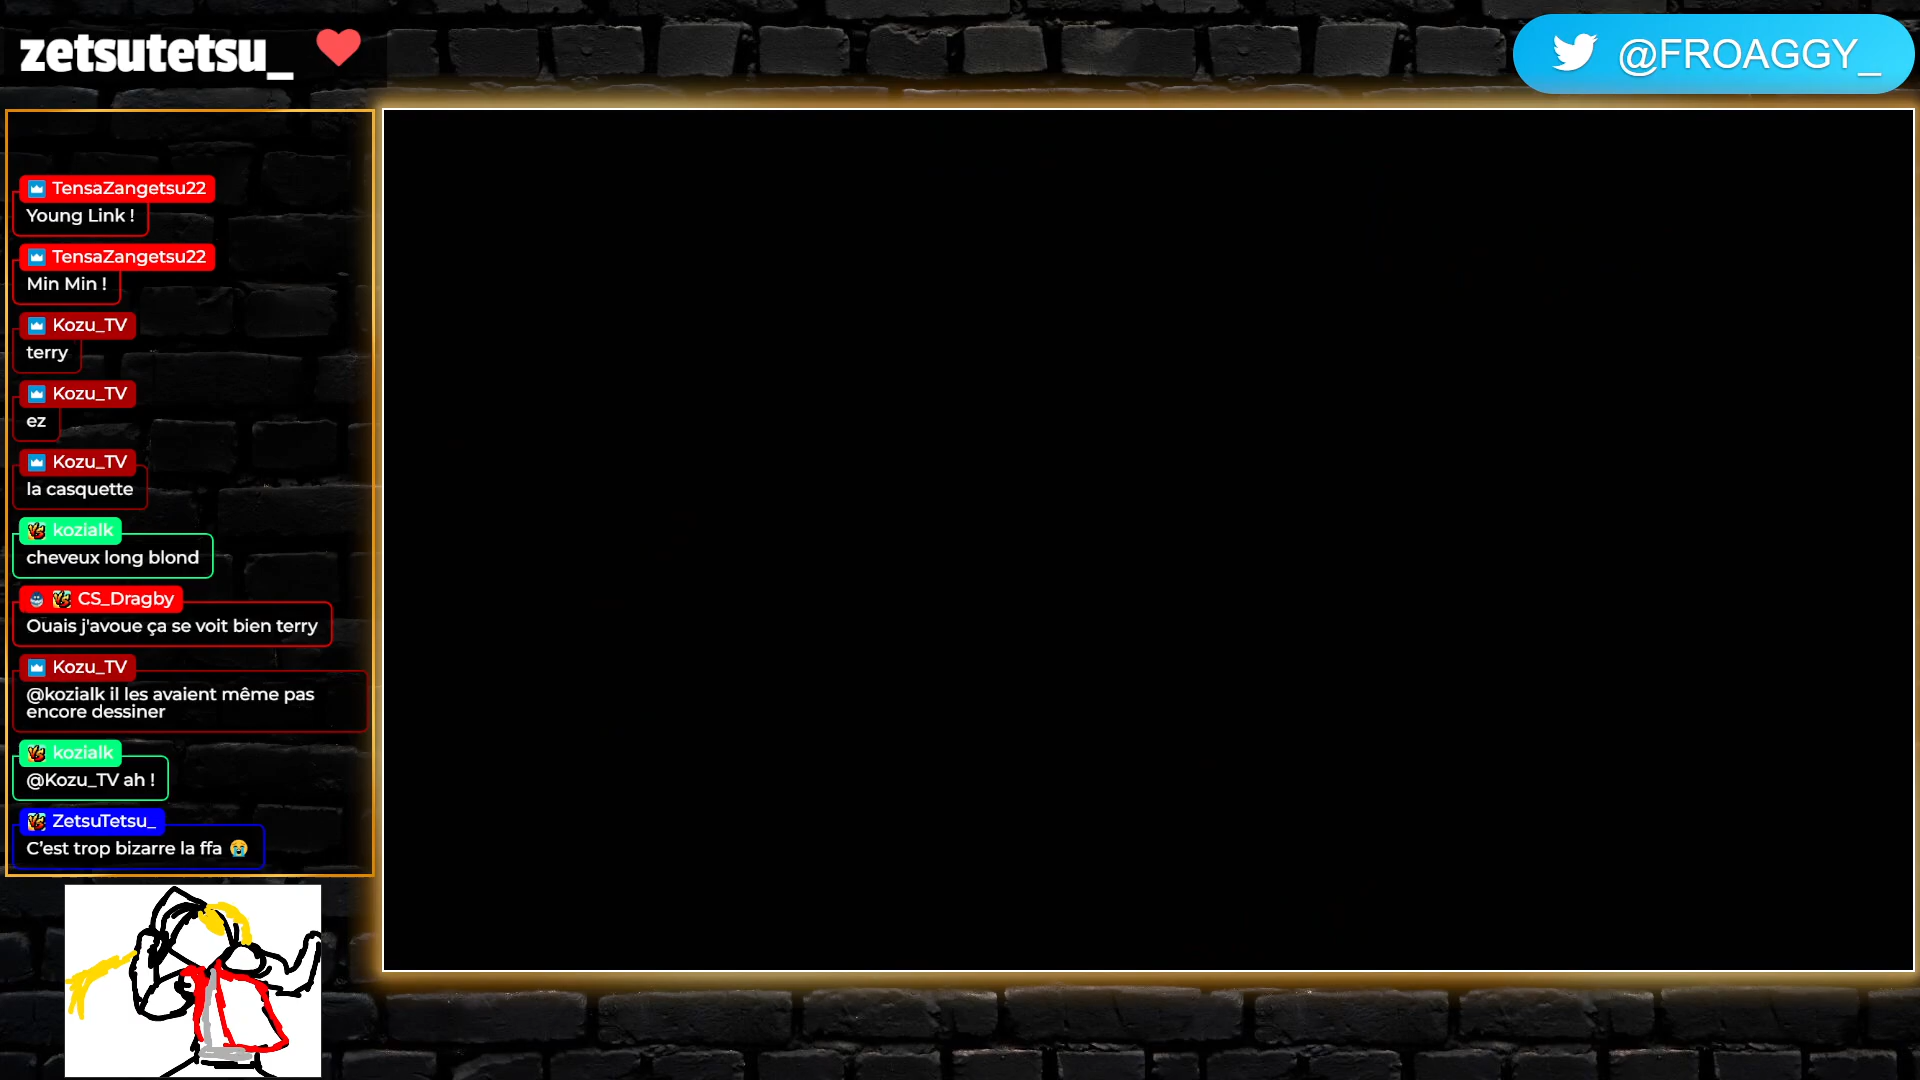 zetsutetsu_
@FROAGGY_
TensaZangetsu22
Young Link !
TensaZangetsu22
Min Min !
Kozu_TV
terry
Kozu_TV
ez
Kozu_TV
la casquette
kozialk
cheveux long blond
CS_Dragby
Ouais j'avoue ça se voit bien terry
Kozu_TV
@kozialk il les avaient même pas
encore dessiner
kozialk
@Kozu_TV ah !
ZetsuTetsu_
C'est trop bizarre la ffa 😭